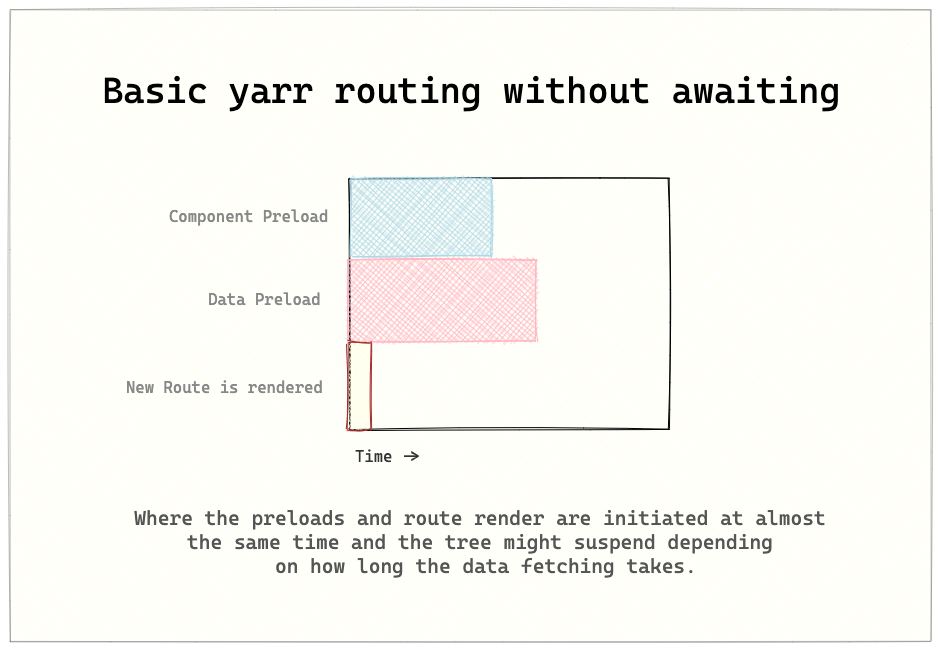 Basic yarr routing without awaiting
Component Preload
Data Preload
New Route is rendered
Time →
Where the preloads and route render are initiated at almost
the same time and the tree might suspend depending
on how long the data fetching takes.